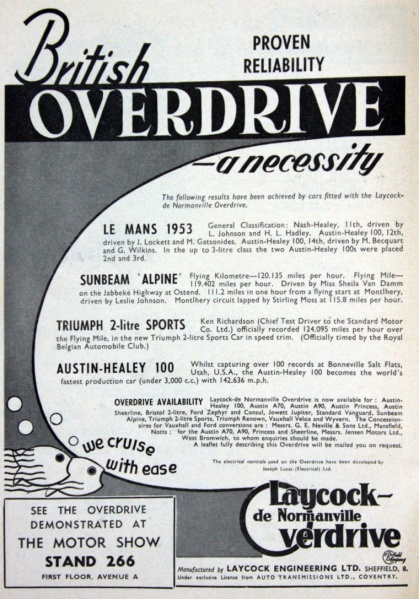 British
PROVEN
RELIABILITY
OVERDRIVE
—a necessity
The following results have been achieved by cars fitted with the Laycock-
de Normanville Overdrive.
LE MANS 1953 General Classification: Nash-Healey, 11th, driven by
L. Johnson and H. L. Hadley. Austin-Healey 100, 12th,
driven by J. Lockett and M. Gatsonides. Austin-Healey 100, 14th, driven by M. Becquart
and G. Wilkins. In the up to 3-litre class the two Austin-Healey 100s were placed
2nd and 3rd.
SUNBEAM 'ALPINE' Flying Kilometre—120.135 miles per hour. Flying Mile—
119.402 miles per hour. Driven by Miss Sheila Van Damm
on the Jabbeke Highway at Ostend. 111.2 miles in one hour from a flying start at Montlhery,
driven by Leslie Johnson. Montlhery circuit lapped by Stirling Moss at 115.8 miles per hour.
TRIUMPH 2-litre SPORTS Ken Richardson (Chief Test Driver to the Standard Motor
Co. Ltd.) officially recorded 124.095 miles per hour over
the Flying Mile, in the new Triumph 2-litre Sports Car in speed trim. (Officially timed by the Royal
Belgian Automobile Club.)
AUSTIN-HEALEY 100 Whilst capturing over 100 records at Bonneville Salt Flats,
Utah, U.S.A., the Austin-Healey 100 becomes the world's
fastest production car (under 3,000 c.c.) with 142.636 m.p.h.
OVERDRIVE AVAILABILITY Laycock-de Normanville Overdrive is now available for: Austin-
Healey 100, Austin A70, Austin A90, Austin Princess, Austin
Sheerline, Bristol 2-litre, Ford Zephyr and Consul, Jowett Jupiter, Standard Vanguard, Sunbeam
Alpine, Triumph 2-litre Sports, Triumph Renown, Vauxhall Velox and Wyvern. The Concession-
aires for Vauxhall and Ford conversions are: Messrs. G. E. Neville & Sons Ltd., Mansfield,
Notts; for the Austin A70, A90, Princess and Sheerline, Messrs. Jensen Motors Ltd.,
West Bromwich, to whom enquiries should be made.
A leaflet fully describing this Overdrive will be mailed you on request.
The electrical controls used on the Overdrive have been developed by
Joseph Lucas (Electrical) Ltd.
we cruise
with ease
SEE THE OVERDRIVE
DEMONSTRATED AT
THE MOTOR SHOW
STAND 266
FIRST FLOOR, AVENUE A
Laycock-
de Normanville
Overdrive
Manufactured by LAYCOCK ENGINEERING LTD. SHEFFIELD, 8.
Under exclusive Licence from AUTO TRANSMISSIONS LTD., COVENTRY.